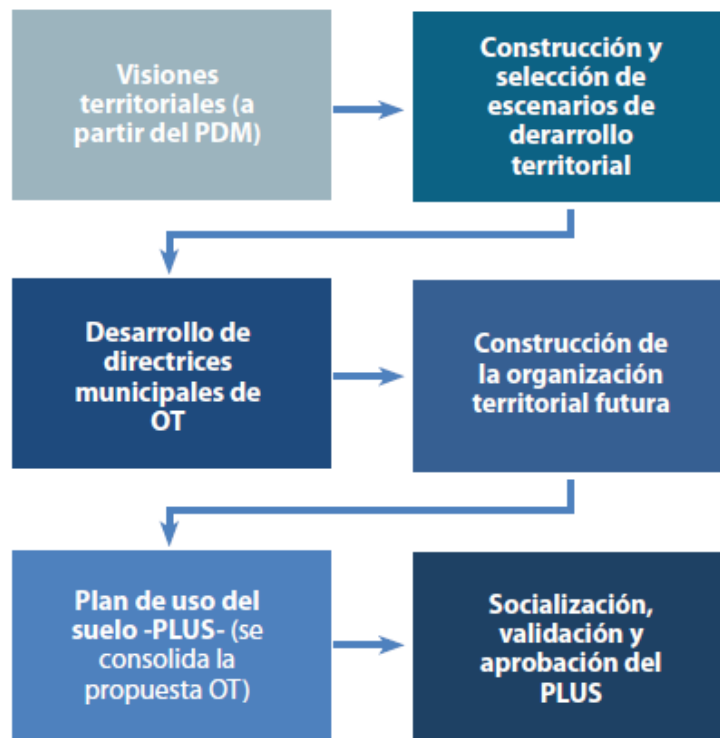 Visiones
territoriales (a
partir del PDM)
Construcción y
selección de
escenarios de
derarrollo
territorial
Desarrollo de
directrices
municipales de
OT
Construcción de
la organización
territorial futura
Plan de uso del
suelo -PLUS- (se
consolida la
propuesta OT)
Socialización,
validación y
aprobación del
PLUS